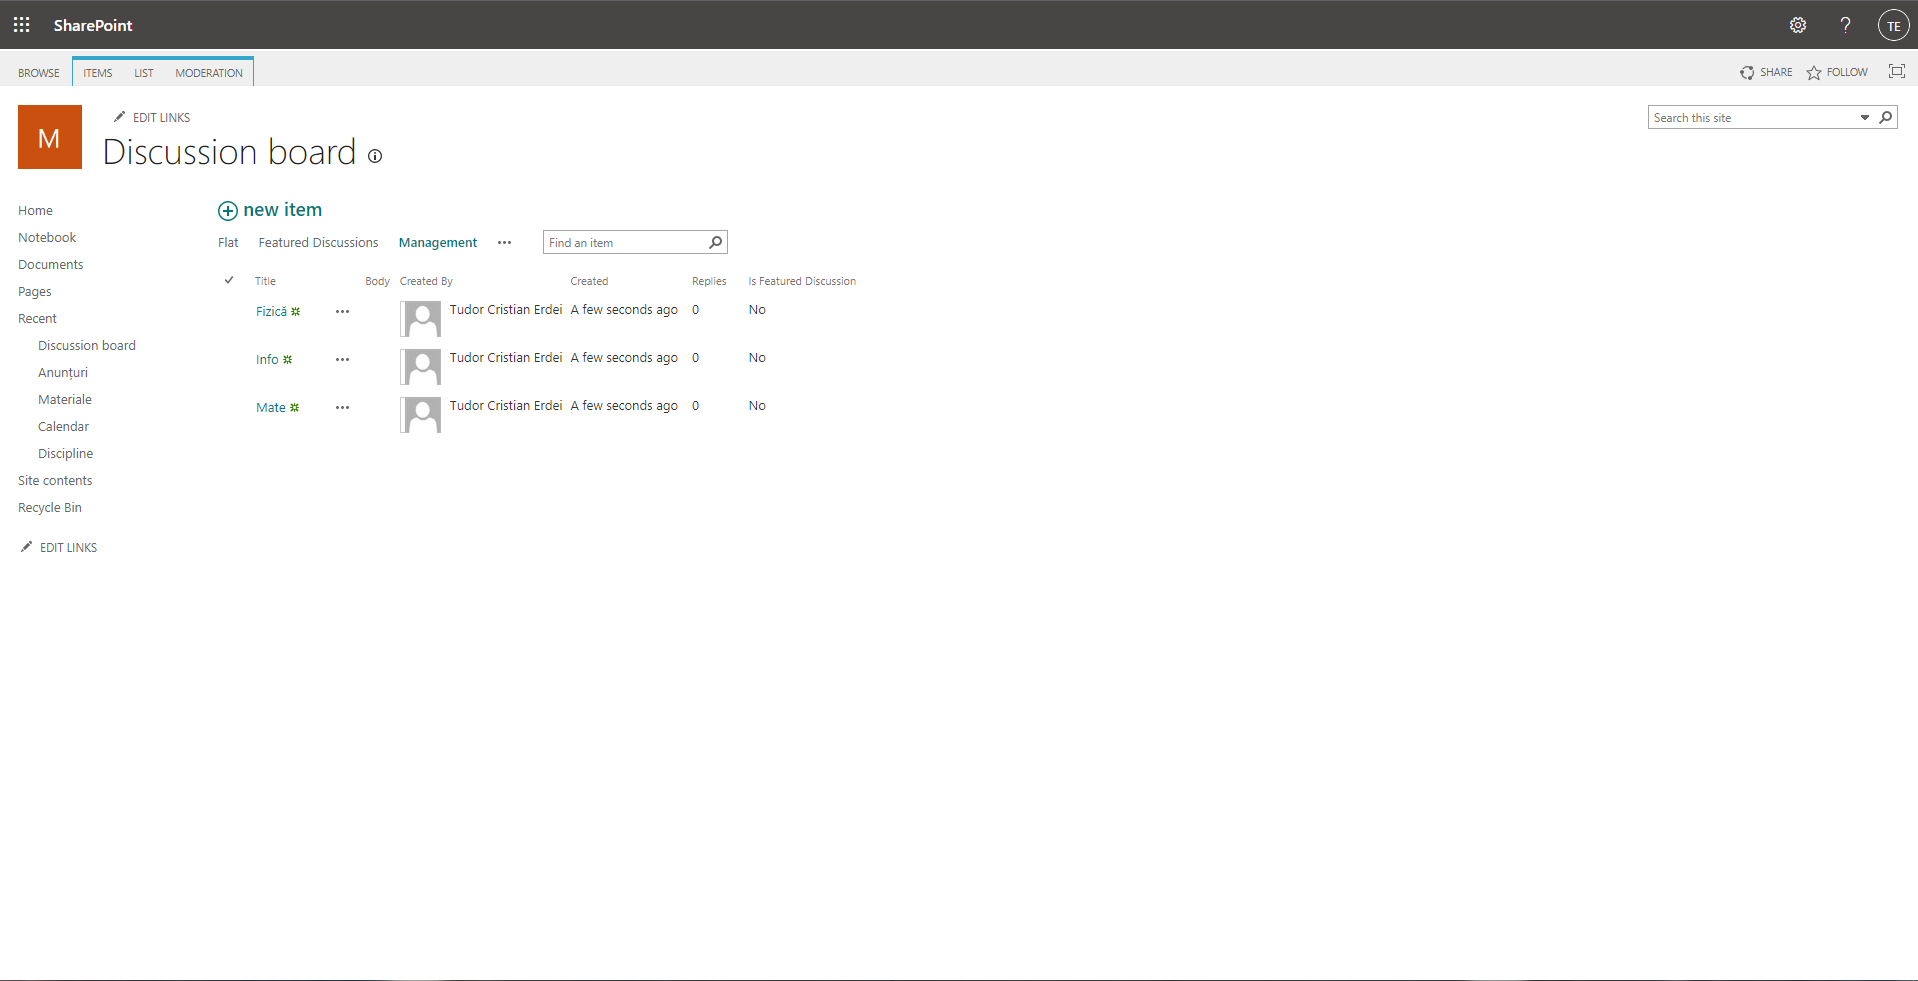 SharePoint
TE
BROWSE ITEMS LIST MODERATION SHARE FOLLOW
M
EDIT LINKS
Search this site
Discussion board
Home
Notebook
Documents
Pages
Recent
Discussion board
Anunțuri
Materiale
Calendar
Discipline
Site contents
Recycle Bin
EDIT LINKS
new item
Flat Featured Discussions Management ••• Find an item
Title Body Created By Created Replies Is Featured Discussion
Fizică ••• Tudor Cristian Erdei A few seconds ago 0 No
Info ••• Tudor Cristian Erdei A few seconds ago 0 No
Mate ••• Tudor Cristian Erdei A few seconds ago 0 No